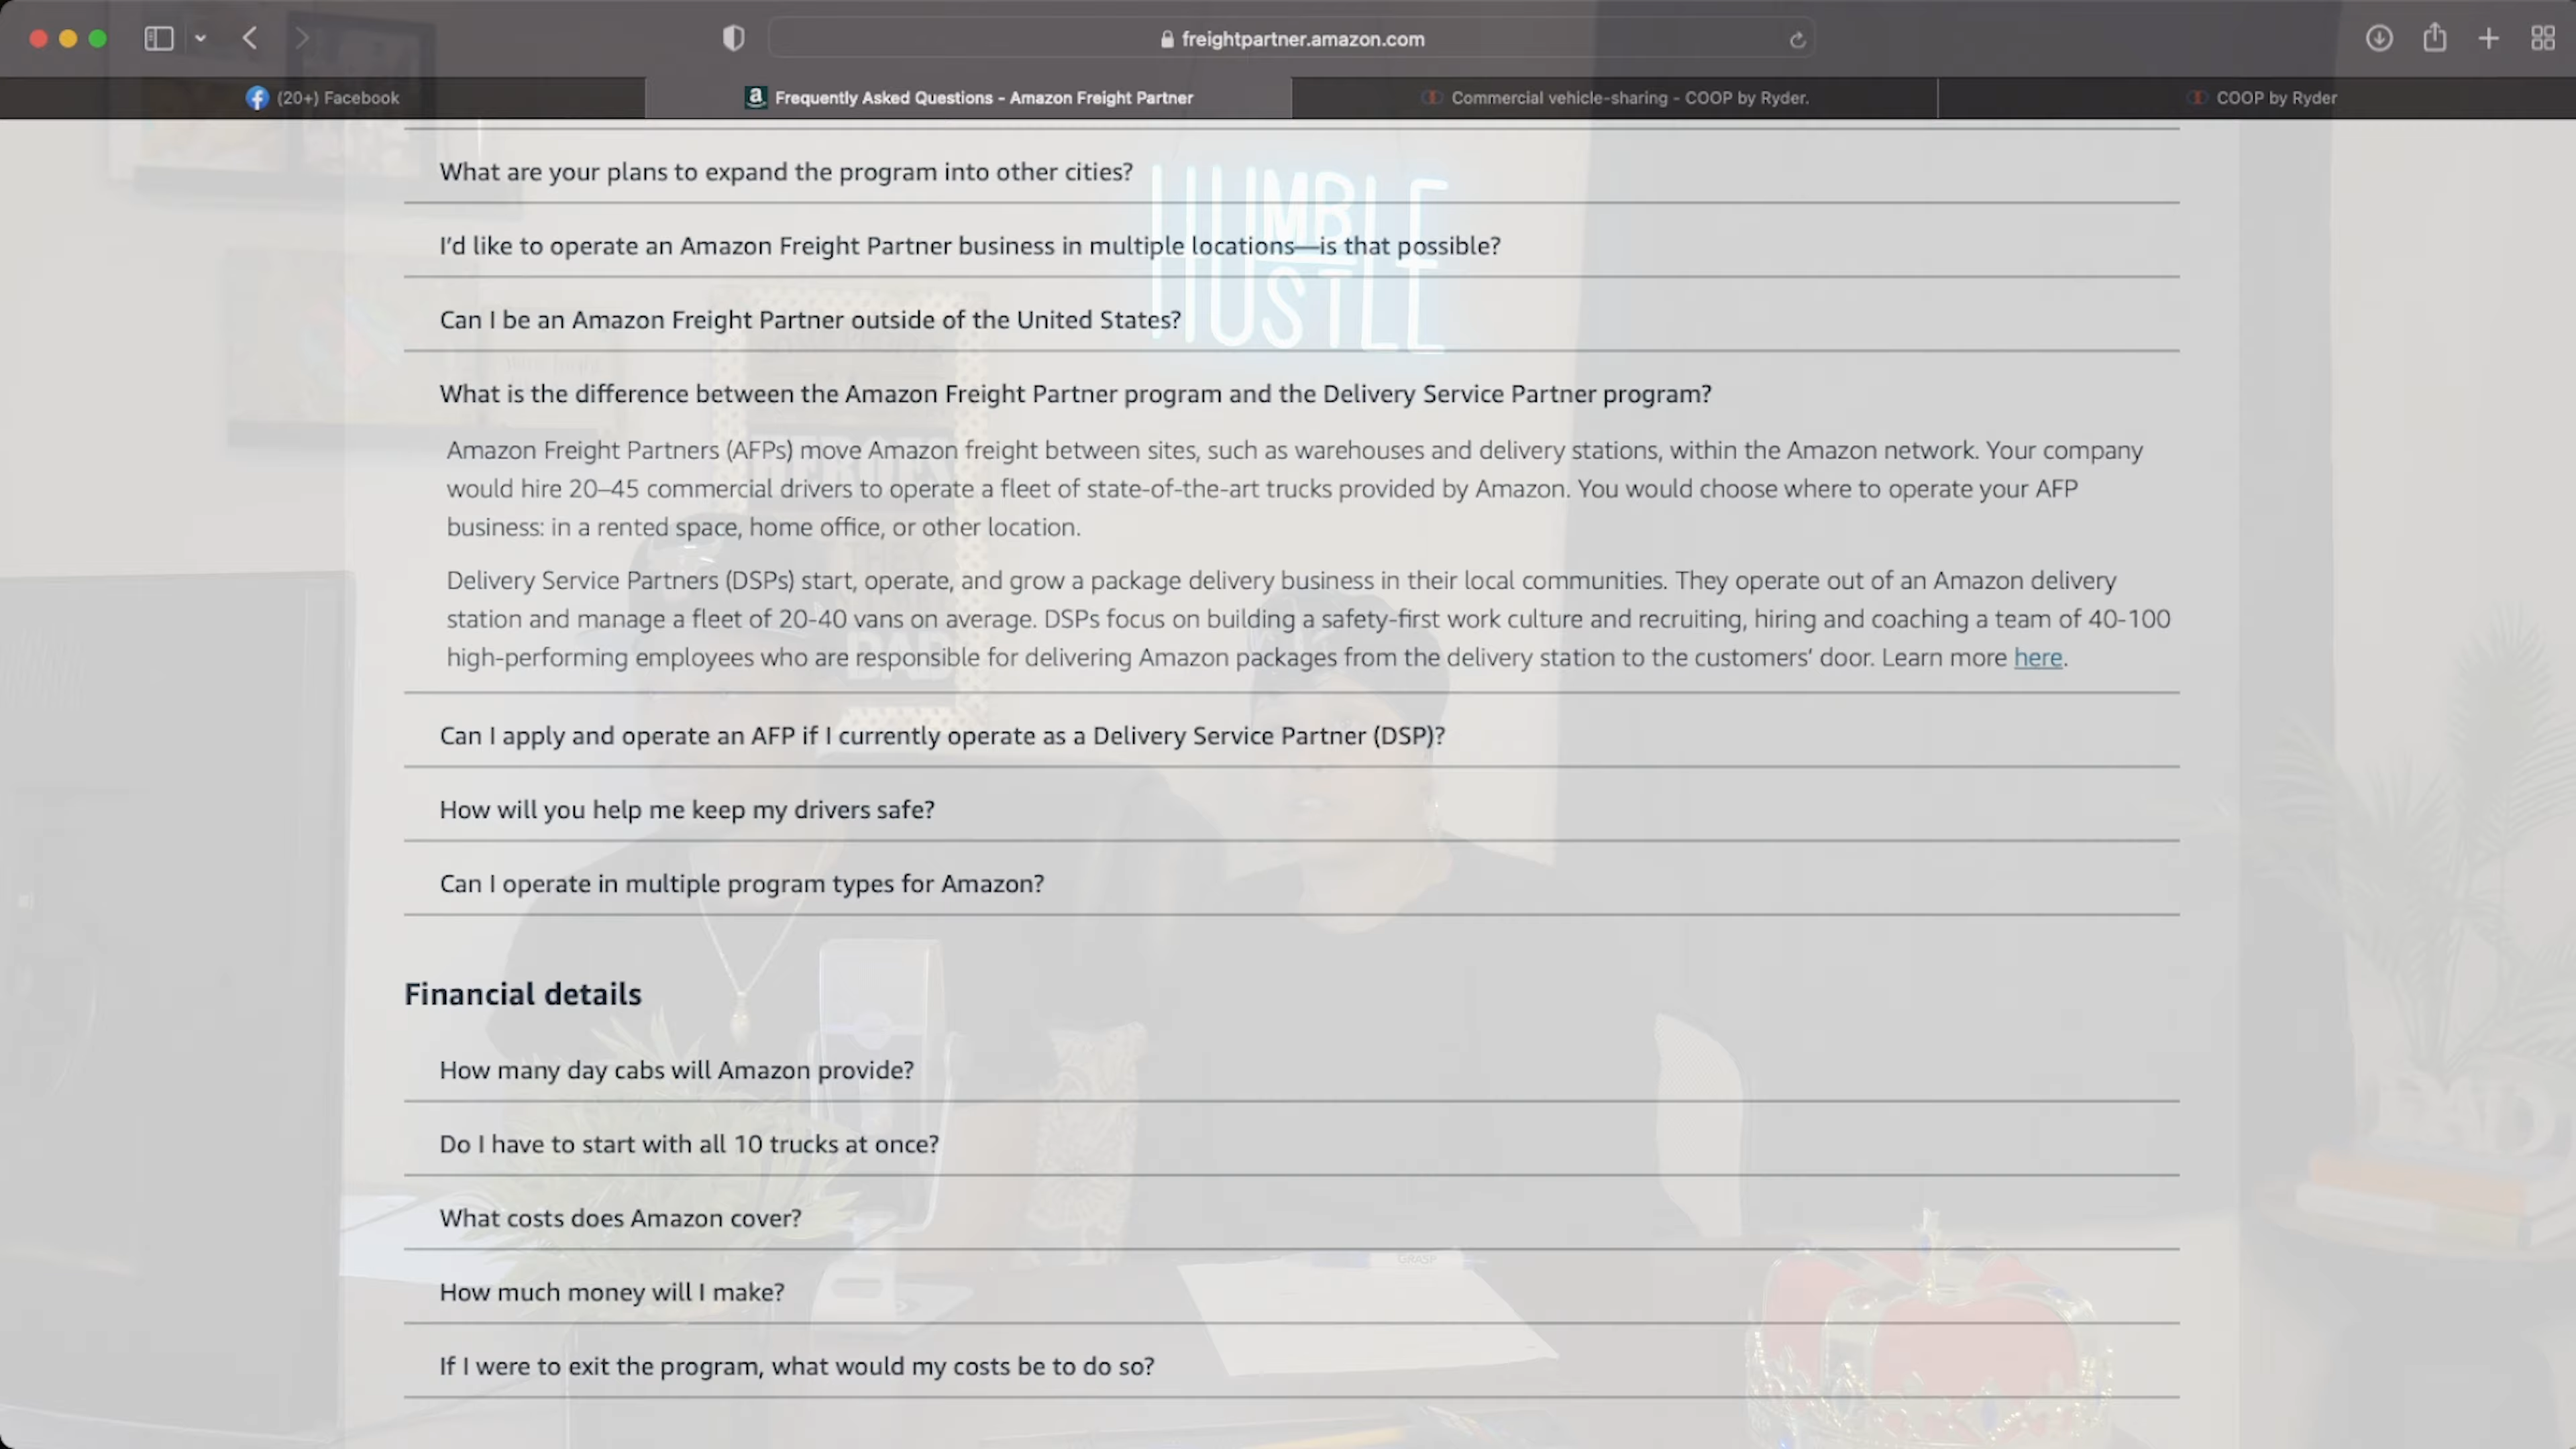 freightpartner.amazon.com
(20+) Facebook
Frequently Asked Questions - Amazon Freight Partner
Commercial vehicle-sharing - COOP by Ryder.
COOP by Ryder
What are your plans to expand the program into other cities?
HUMBLE
HUSTLE
I'd like to operate an Amazon Freight Partner business in multiple locations—is that possible?
Can I be an Amazon Freight Partner outside of the United States?
What is the difference between the Amazon Freight Partner program and the Delivery Service Partner program?
Amazon Freight Partners (AFPs) move Amazon freight between sites, such as warehouses and delivery stations, within the Amazon network. Your company
would hire 20–45 commercial drivers to operate a fleet of state-of-the-art trucks provided by Amazon. You would choose where to operate your AFP
business: in a rented space, home office, or other location.
Delivery Service Partners (DSPs) start, operate, and grow a package delivery business in their local communities. They operate out of an Amazon delivery
station and manage a fleet of 20-40 vans on average. DSPs focus on building a safety-first work culture and recruiting, hiring and coaching a team of 40-100
high-performing employees who are responsible for delivering Amazon packages from the delivery station to the customers' door. Learn more here.
HEROES
THEY
DAD
Can I apply and operate an AFP if I currently operate as a Delivery Service Partner (DSP)?
How will you help me keep my drivers safe?
Can I operate in multiple program types for Amazon?
Financial details
How many day cabs will Amazon provide?
DAD
Do I have to start with all 10 trucks at once?
What costs does Amazon cover?
GRASP
How much money will I make?
If I were to exit the program, what would my costs be to do so?